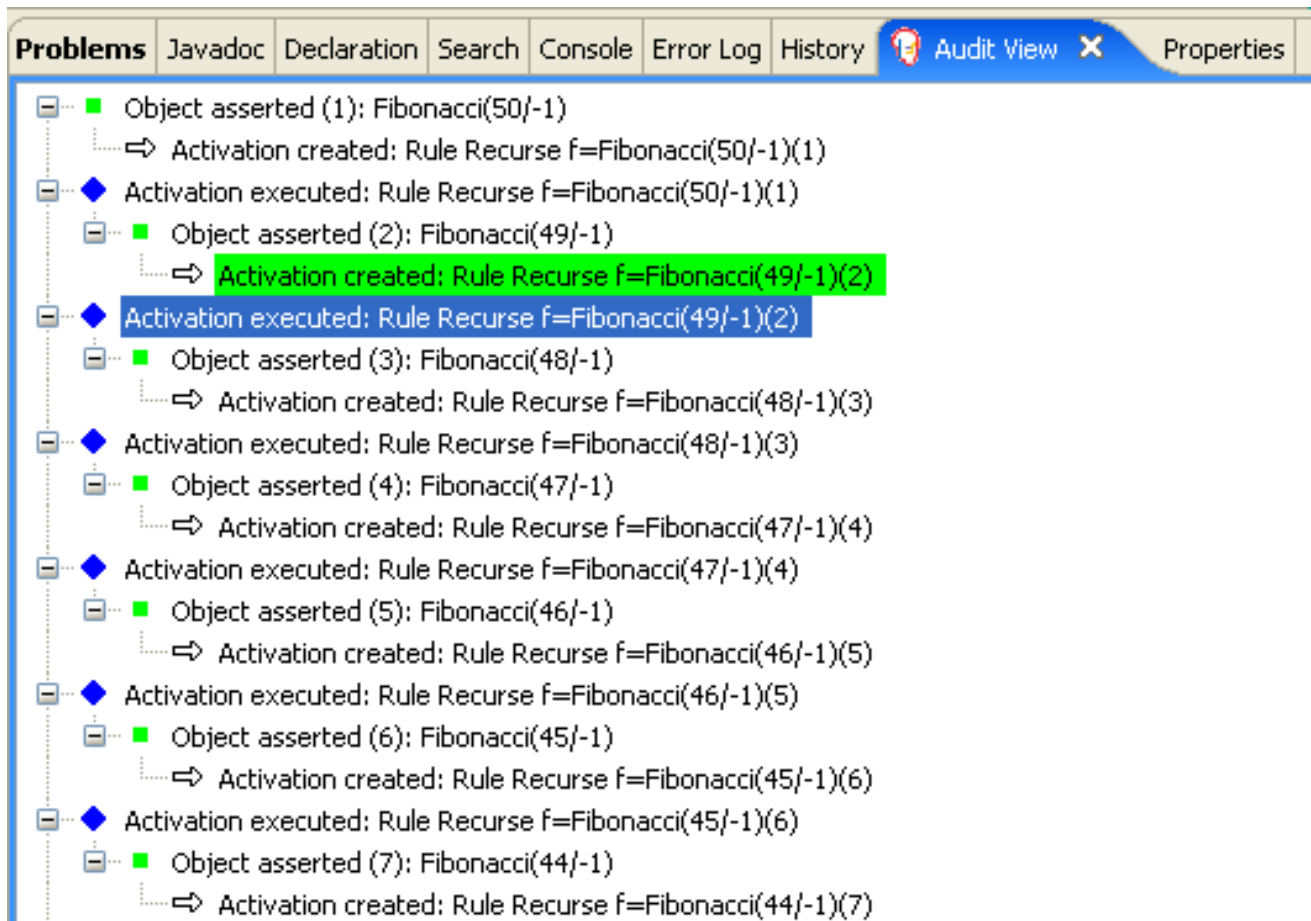 Problems Javadoc Declaration Search Console Error Log History Audit View Properties
Object asserted (1): Fibonacci(50/-1)
Activation created: Rule Recurse f=Fibonacci(50/-1)(1)
Activation executed: Rule Recurse f=Fibonacci(50/-1)(1)
Object asserted (2): Fibonacci(49/-1)
Activation created: Rule Recurse f=Fibonacci(49/-1)(2)
Activation executed: Rule Recurse f=Fibonacci(49/-1)(2)
Object asserted (3): Fibonacci(48/-1)
Activation created: Rule Recurse f=Fibonacci(48/-1)(3)
Activation executed: Rule Recurse f=Fibonacci(48/-1)(3)
Object asserted (4): Fibonacci(47/-1)
Activation created: Rule Recurse f=Fibonacci(47/-1)(4)
Activation executed: Rule Recurse f=Fibonacci(47/-1)(4)
Object asserted (5): Fibonacci(46/-1)
Activation created: Rule Recurse f=Fibonacci(46/-1)(5)
Activation executed: Rule Recurse f=Fibonacci(46/-1)(5)
Object asserted (6): Fibonacci(45/-1)
Activation created: Rule Recurse f=Fibonacci(45/-1)(6)
Activation executed: Rule Recurse f=Fibonacci(45/-1)(6)
Object asserted (7): Fibonacci(44/-1)
Activation created: Rule Recurse f=Fibonacci(44/-1)(7)